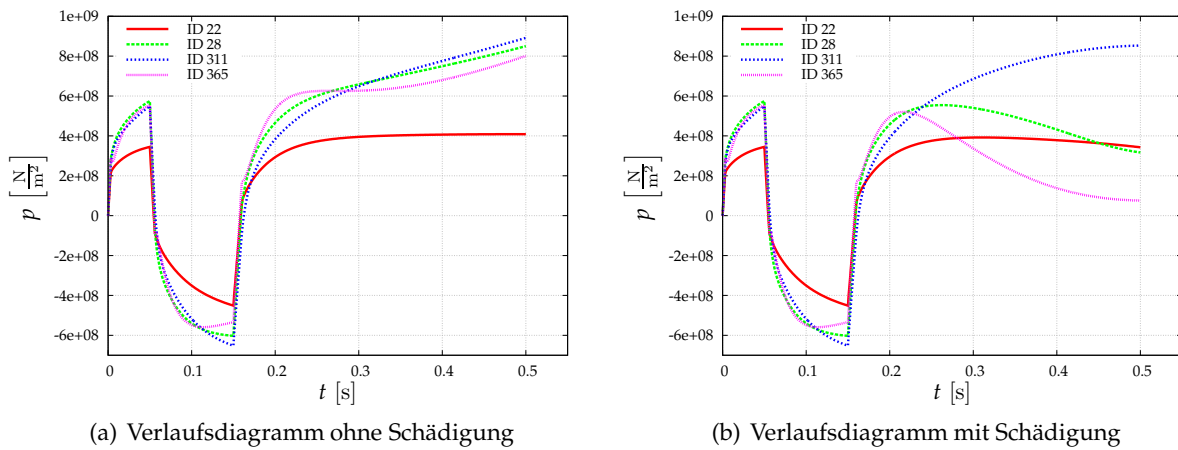 1e+09
8e+08
6e+08
4e+08
2e+08
0
-2e+08
-4e+08
-6e+08
p [N/m²]
ID 22
ID 28
ID 311
ID 365
0 0.1 0.2 0.3 0.4 0.5
t [s]
(a) Verlaufsdiagramm ohne Schädigung
1e+09
8e+08
6e+08
4e+08
2e+08
0
-2e+08
-4e+08
-6e+08
p [N/m²]
ID 22
ID 28
ID 311
ID 365
0 0.1 0.2 0.3 0.4 0.5
t [s]
(b) Verlaufsdiagramm mit Schädigung